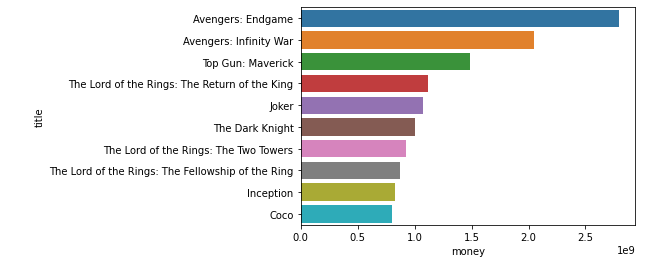 Avengers: Endgame
Avengers: Infinity War
Top Gun: Maverick
The Lord of the Rings: The Return of the King
Joker
The Dark Knight
The Lord of the Rings: The Two Towers
The Lord of the Rings: The Fellowship of the Ring
Inception
Coco
title
0.0 0.5 1.0 1.5 2.0 2.5
money
1e9